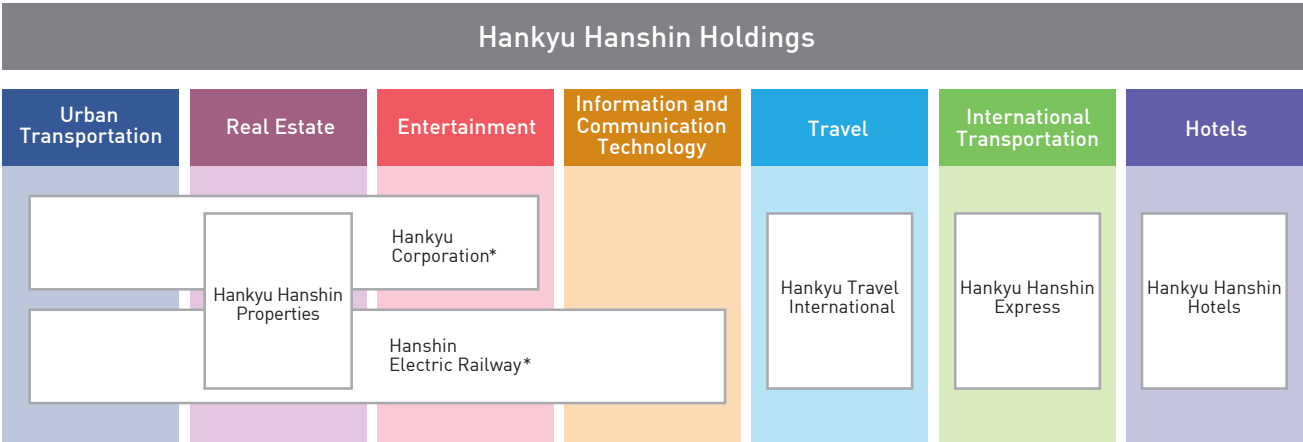 Hankyu Hanshin Holdings
Urban
Transportation
Real Estate
Entertainment
Information and
Communication
Technology
Travel
International
Transportation
Hotels
Hankyu
Corporation*
Hankyu Hanshin
Properties
Hanshin
Electric Railway*
Hankyu Travel
International
Hankyu Hanshin
Express
Hankyu Hanshin
Hotels